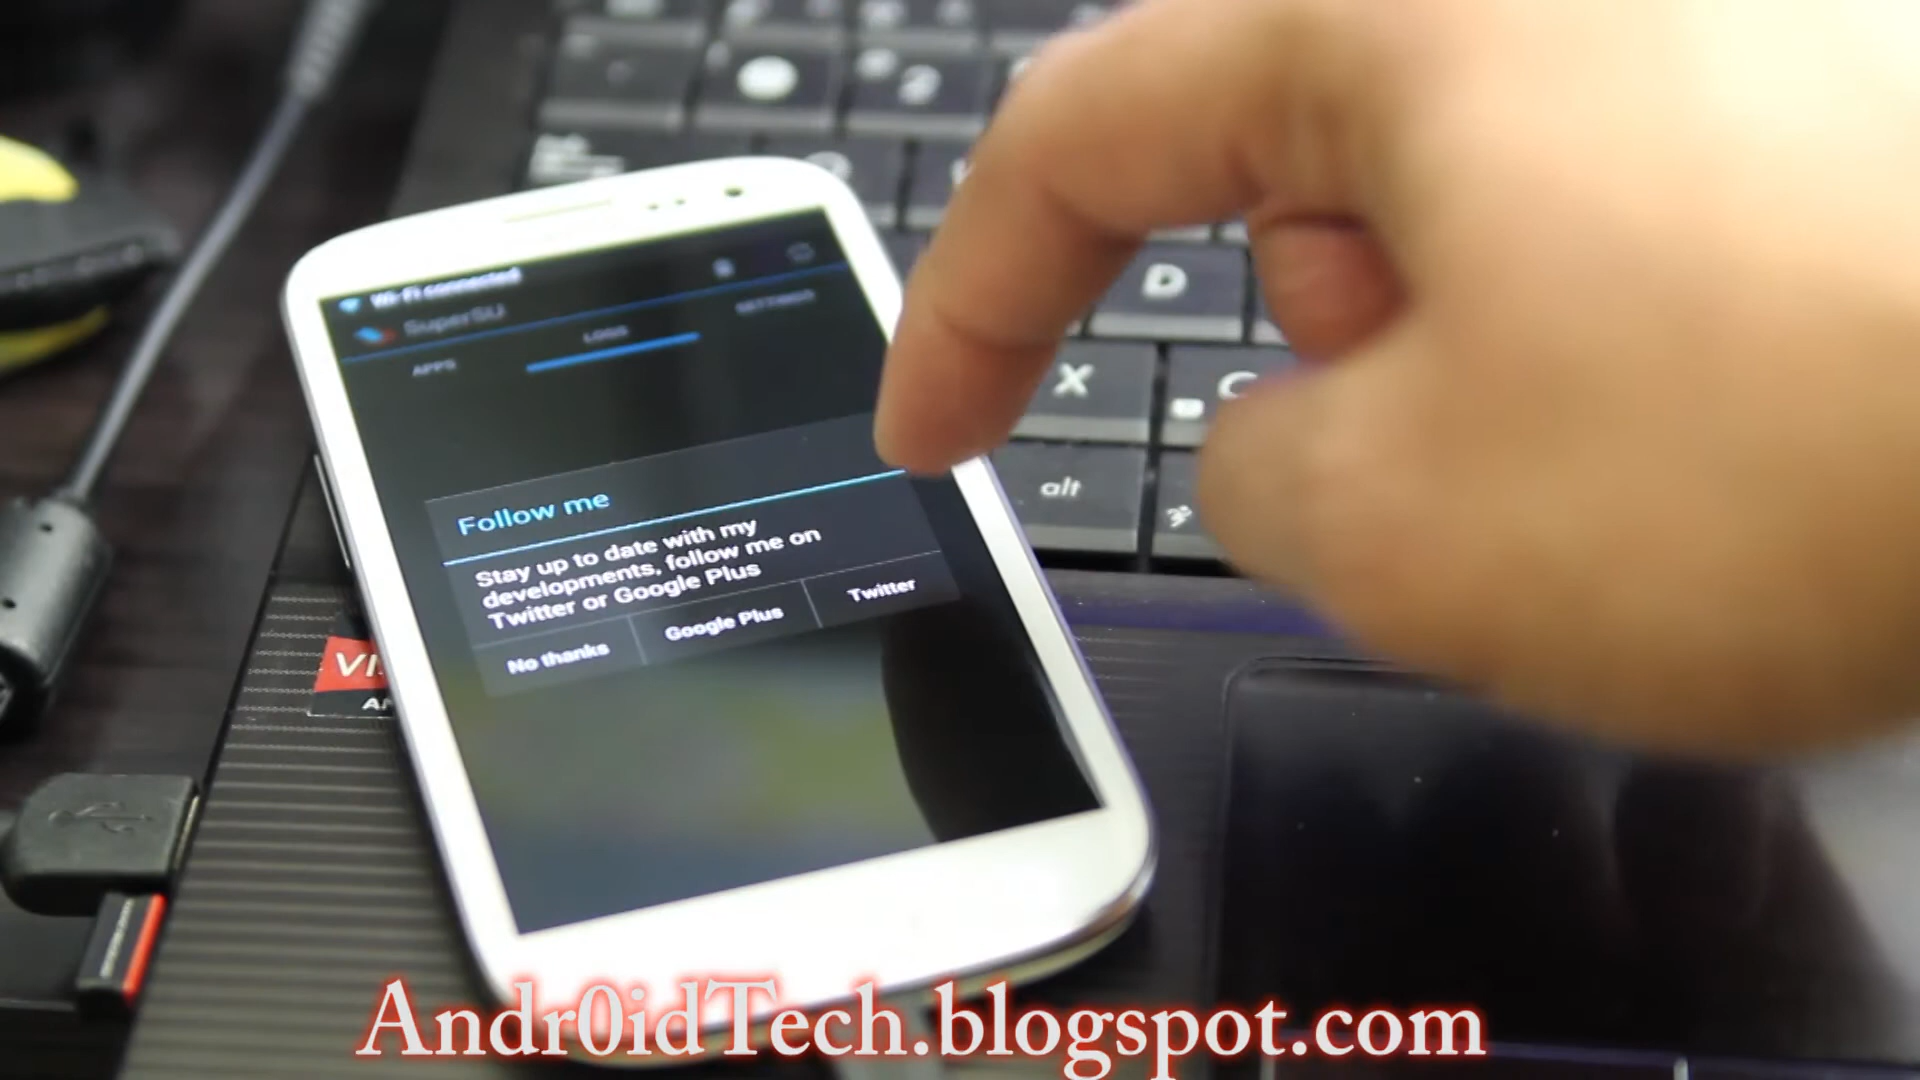 Wi-Fi connected
SuperSU
APPS
LOGS
SETTINGS
Follow me
Stay up to date with my
developments, follow me on
Twitter or Google Plus
No thanks
Google Plus
Twitter
D
X
C
alt
Andr0idTech.blogspot.com